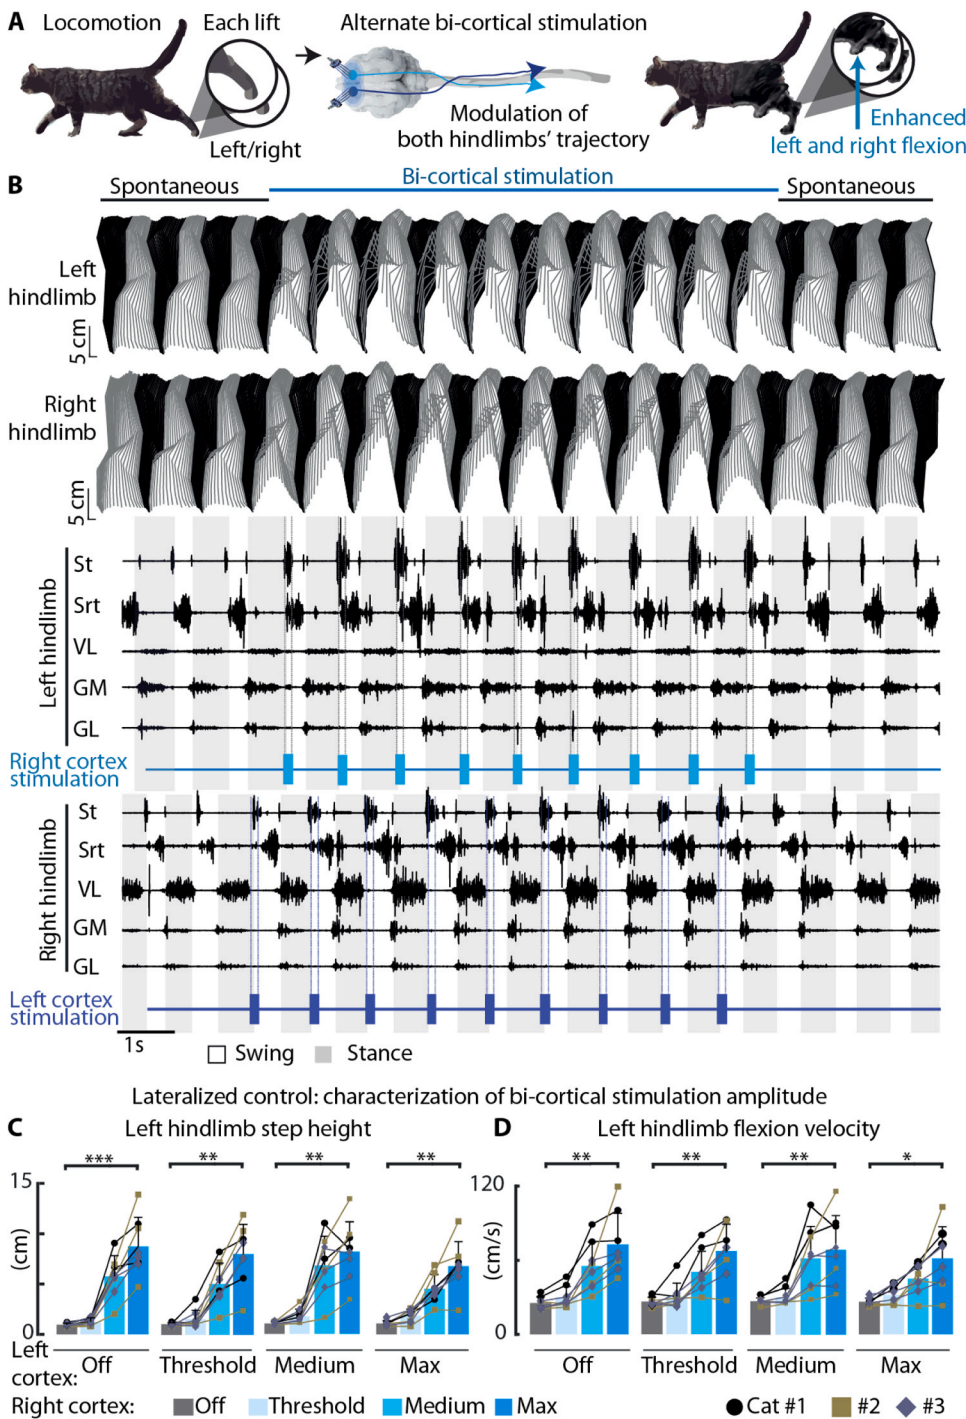 A
Locomotion
Each lift
Left/right
Alternate bi-cortical stimulation
Modulation of
both hindlimbs' trajectory
Enhanced
left and right flexion
B
Spontaneous
Bi-cortical stimulation
Spontaneous
Left
hindlimb
5 cm
Right
hindlimb
5 cm
Left hindlimb
St
Srt
VL
GM
GL
Right cortex
stimulation
Right hindlimb
St
Srt
VL
GM
GL
Left cortex
stimulation
1s
Swing
Stance
Lateralized control: characterization of bi-cortical stimulation amplitude
C
Left hindlimb step height
*** ** ** **
15
(cm)
0
D
Left hindlimb flexion velocity
** ** ** *
120
(cm/s)
0
Left
cortex:
Off Threshold Medium Max
Off Threshold Medium Max
Right cortex: Off Threshold Medium Max
Cat #1 #2 #3